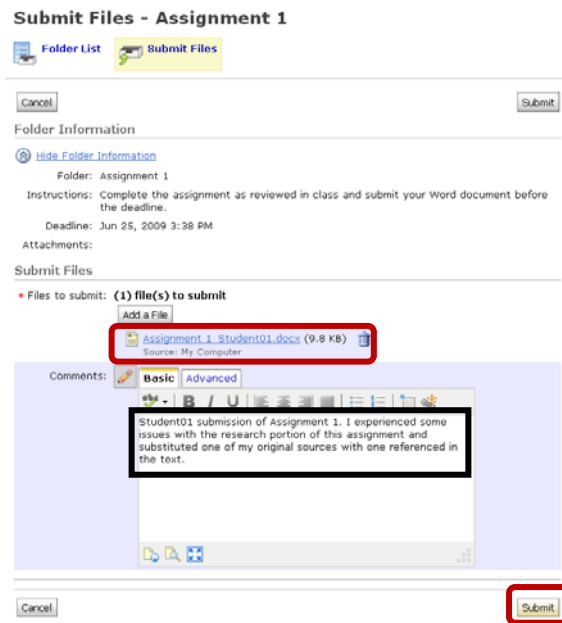 Submit Files - Assignment 1
Folder List Submit Files
Cancel Submit
Folder Information
Hide Folder Information
Folder: Assignment 1
Instructions: Complete the assignment as reviewed in class and submit your Word document before
the deadline.
Deadline: Jun 25, 2009 3:38 PM
Attachments:
Submit Files
* Files to submit: (1) file(s) to submit
Add a File
Assignment 1_Student01.docx (9.8 KB)
Source: My Computer
Comments: Basic Advanced
B I U
Student01 submission of Assignment 1. I experienced some
issues with the research portion of this assignment and
substituted one of my original sources with one referenced in
the text.
Cancel Submit